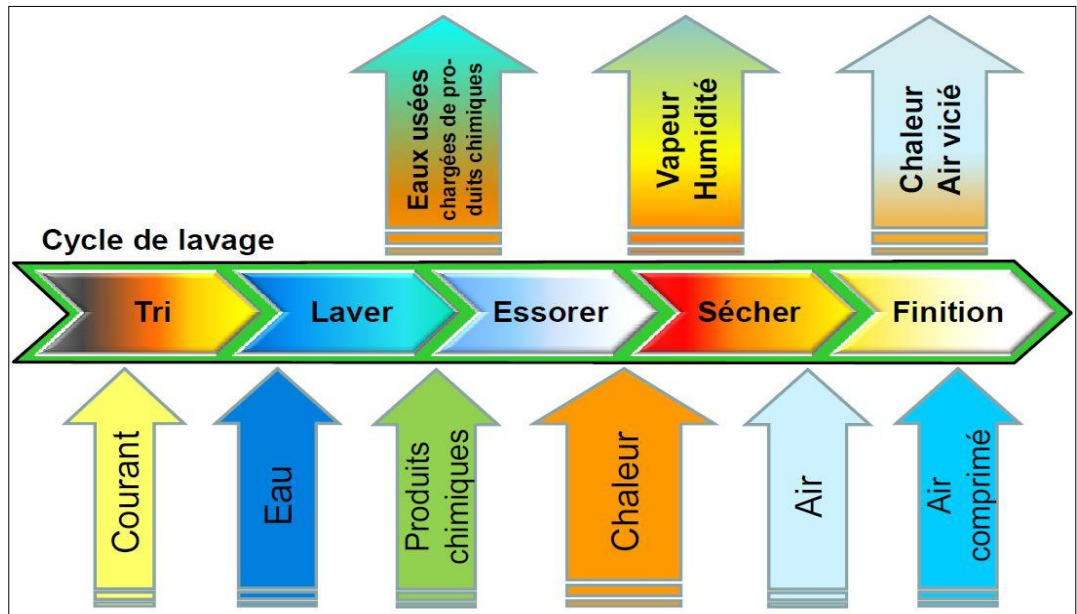 Eaux usées
chargées de pro-
duits chimiques
Vapeur
Humidité
Chaleur
Air vicié
Cycle de lavage
Tri
Laver
Essorer
Sécher
Finition
Courant
Eau
Produits
chimiques
Chaleur
Air
Air
comprimé